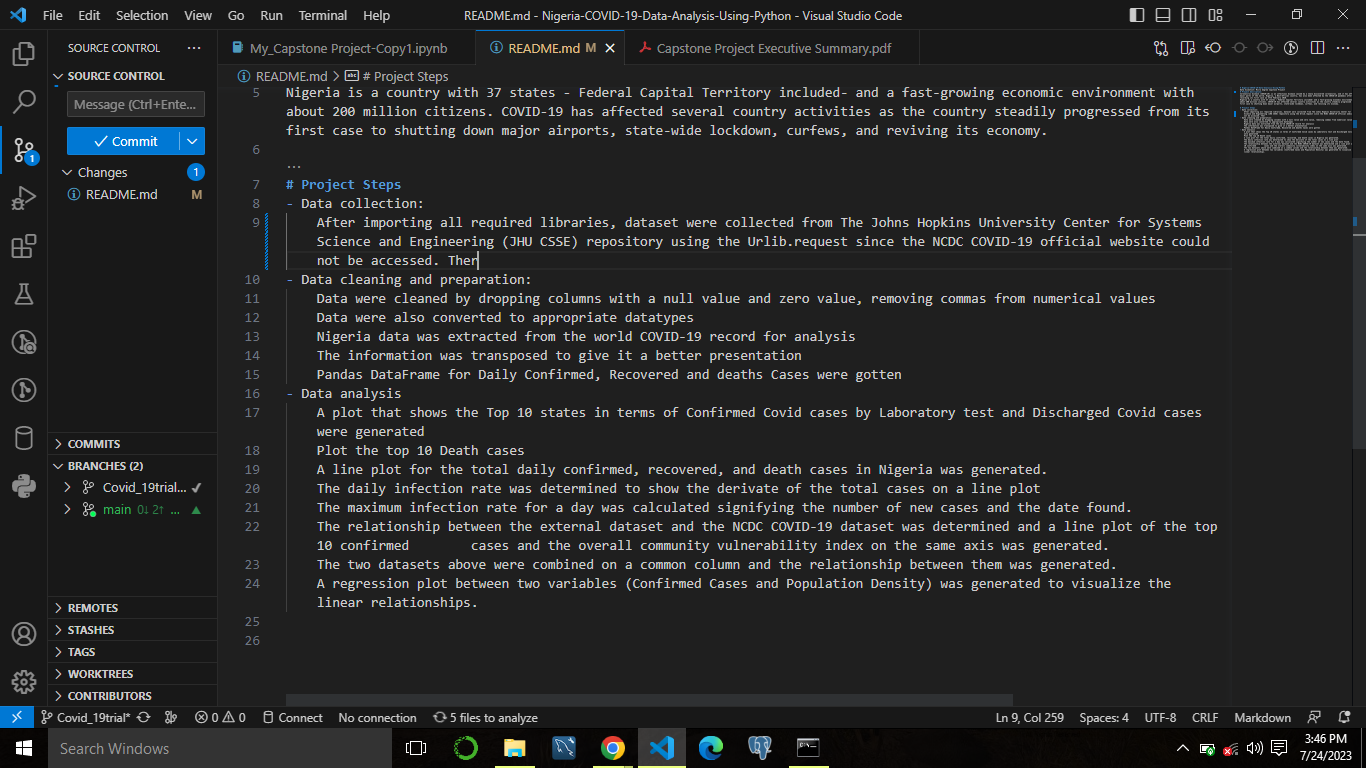 File Edit Selection View Go Run Terminal Help README.md - Nigeria-COVID-19-Data-Analysis-Using-Python - Visual Studio Code
SOURCE CONTROL ...
My_Capstone Project-Copy1.ipynb README.md M Capstone Project Executive Summary.pdf
SOURCE CONTROL
README.md > # Project Steps
Message (Ctrl+Ente...
Commit
Changes 1
README.md M
COMMITS
BRANCHES (2)
Covid_19trial...
main 0↓ 2↑ ...
REMOTES
STASHES
TAGS
WORKTREES
CONTRIBUTORS
1
5 Nigeria is a country with 37 states - Federal Capital Territory included- and a fast-growing economic environment with
about 200 million citizens. COVID-19 has affected several country activities as the country steadily progressed from its
first case to shutting down major airports, state-wide lockdown, curfews, and reviving its economy.
6
...
7 # Project Steps
8 - Data collection:
9 After importing all required libraries, dataset were collected from The Johns Hopkins University Center for Systems
Science and Engineering (JHU CSSE) repository using the Urlib.request since the NCDC COVID-19 official website could
not be accessed. Ther
10 - Data cleaning and preparation:
11 Data were cleaned by dropping columns with a null value and zero value, removing commas from numerical values
12 Data were also converted to appropriate datatypes
13 Nigeria data was extracted from the world COVID-19 record for analysis
14 The information was transposed to give it a better presentation
15 Pandas DataFrame for Daily Confirmed, Recovered and deaths Cases were gotten
16 - Data analysis
17 A plot that shows the Top 10 states in terms of Confirmed Covid cases by Laboratory test and Discharged Covid cases
were generated
18 Plot the top 10 Death cases
19 A line plot for the total daily confirmed, recovered, and death cases in Nigeria was generated.
20 The daily infection rate was determined to show the derivate of the total cases on a line plot
21 The maximum infection rate for a day was calculated signifying the number of new cases and the date found.
22 The relationship between the external dataset and the NCDC COVID-19 dataset was determined and a line plot of the top
10 confirmed cases and the overall community vulnerability index on the same axis was generated.
23 The two datasets above were combined on a common column and the relationship between them was generated.
24 A regression plot between two variables (Confirmed Cases and Population Density) was generated to visualize the
linear relationships.
25
26
Covid_19trial* 0 0 Connect No connection 5 files to analyze Ln 9, Col 259 Spaces: 4 UTF-8 CRLF Markdown
Search Windows
3:46 PM
7/24/2023